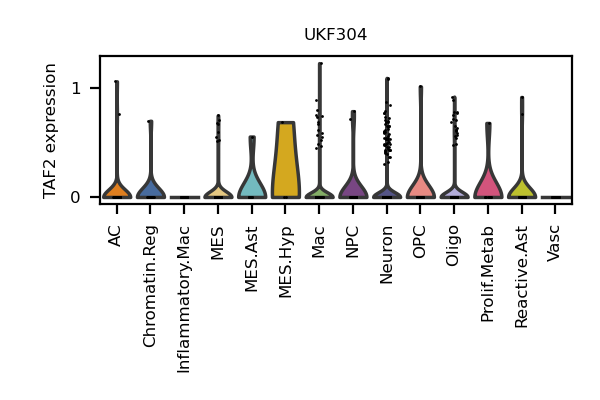 UKF304
TAF2 expression
1
0
AC
Chromatin.Reg
Inflammatory.Mac
MES
MES.Ast
MES.Hyp
Mac
NPC
Neuron
OPC
Oligo
Prolif.Metab
Reactive.Ast
Vasc